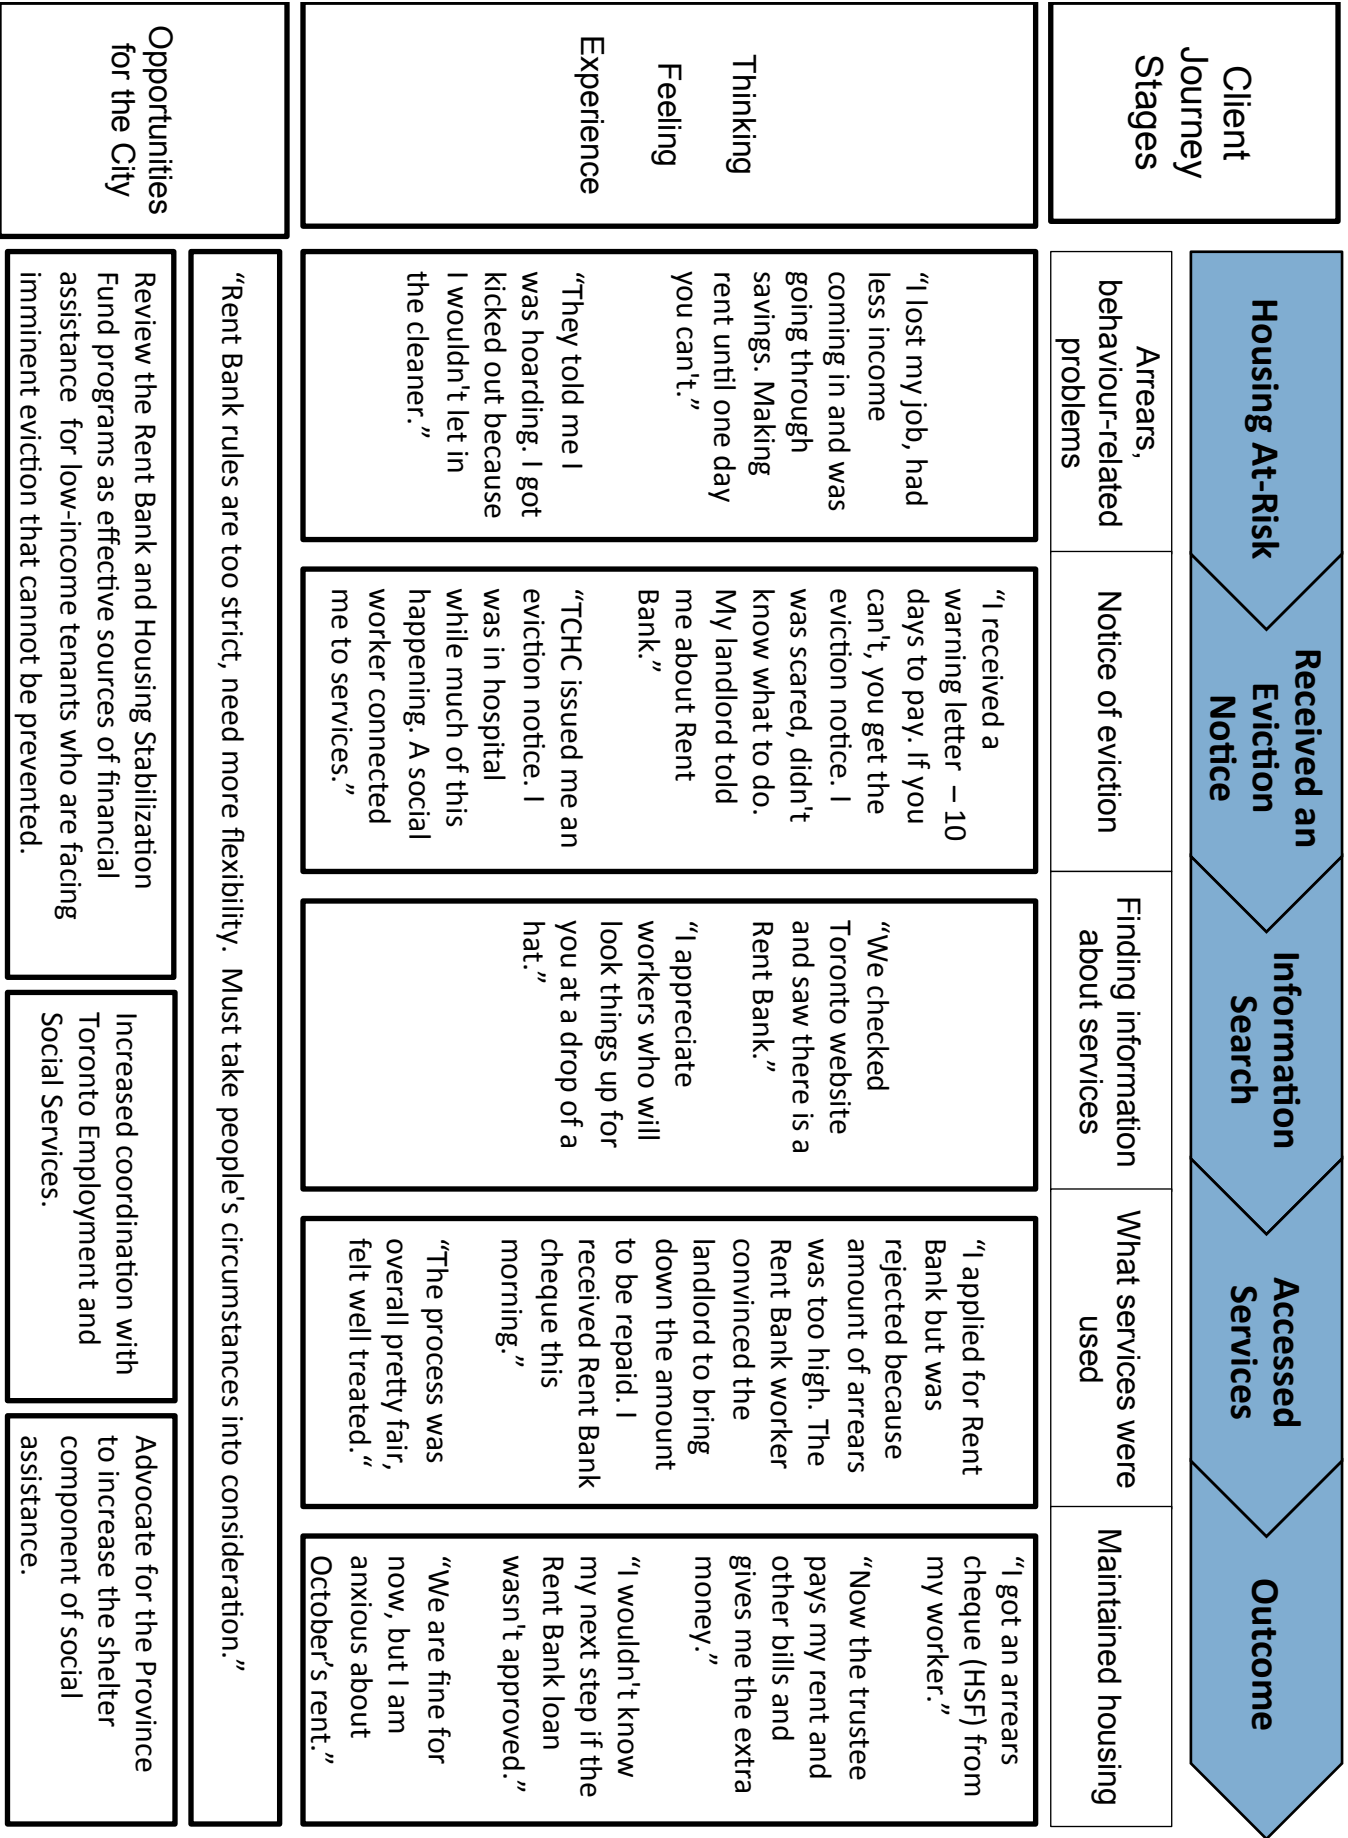 Client
Journey
Stages
Housing At-Risk
Received an
Eviction
Notice
Information
Search
Accessed
Services
Outcome
Arrears,
behaviour-related
problems
Notice of eviction
Finding information
about services
What services were
used
Maintained housing
Thinking
Feeling
Experience
“I lost my job, had
less income
coming in and was
going through
savings. Making
rent until one day
you can't.”
“They told me I
was hoarding. I got
kicked out because
I wouldn't let in
the cleaner.”
“I received a
warning letter – 10
days to pay. If you
can't, you get the
eviction notice. I
was scared, didn't
know what to do.
My landlord told
me about Rent
Bank.”
“TCHC issued me an
eviction notice. I
was in hospital
while much of this
happening. A social
worker connected
me to services.”
“We checked
Toronto website
and saw there is a
Rent Bank.”
“I appreciate
workers who will
look things up for
you at a drop of a
hat.”
“I applied for Rent
Bank but was
rejected because
amount of arrears
was too high. The
Rent Bank worker
convinced the
landlord to bring
down the amount
to be repaid. I
received Rent Bank
cheque this
morning.”
“The process was
overall pretty fair,
felt well treated.“
“I got an arrears
cheque (HSF) from
my worker.”
“Now the trustee
pays my rent and
other bills and
gives me the extra
money.”
“I wouldn't know
my next step if the
Rent Bank loan
wasn't approved.”
“We are fine for
now, but I am
anxious about
October’s rent.”
Opportunities
for the City
“Rent Bank rules are too strict, need more flexibility. Must take people's circumstances into consideration.”
Review the Rent Bank and Housing Stabilization
Fund programs as effective sources of financial
assistance for low-income tenants who are facing
imminent eviction that cannot be prevented.
Increased coordination with
Toronto Employment and
Social Services.
Advocate for the Province
to increase the shelter
component of social
assistance.